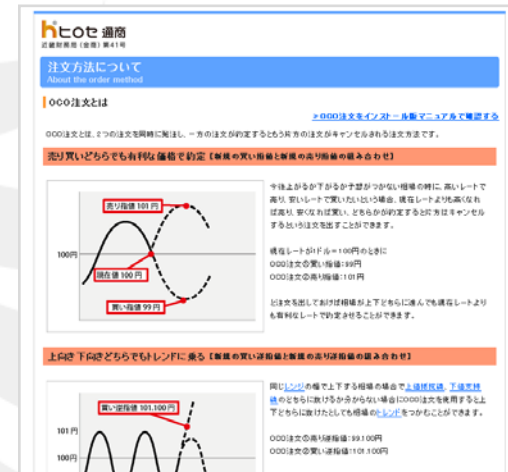 ヒロセ通商
近畿財務局 (金商) 第41号
注文方法について
About the order method
OCO注文とは
>OCO注文をインストール版マニュアルで確認する
OCO注文とは、2つの注文を同時に発注し、一方の注文が約定するともう片方の注文がキャンセルされる注文方法です。
売り買いどちらでも有利な価格で約定【新規の買い指値と新規の売り指値の組み合わせ】
売り指値 101 円
100円
現在値 100 円
買い指値 99 円
今後上がるか下がるか予想がつかない相場の時に、高いレートで
売り、安いレートで買いたいという場合、現在レートよりも高くなれ
ば売り、安くなれば買い、どちらかが約定すると片方はキャンセル
するという注文を出すことができます。
現在レートが1ドル=100円のときに
OCO注文の買い指値:99円
OCO注文の売り指値:101円
と注文を出しておけば相場が上下どちらに進んでも現在レートより
も有利なレートで約定させることができます。
上向き下向きどちらでもトレンドに乗る【新規の買い逆指値と新規の売り逆指値の組み合わせ】
買い逆指値 101.100 円
101円
100円
同じレンジの幅で上下する相場の場合で上値抵抗線、下値支持
線のどちらに抜けるか分からない場合にOCO注文を使用すると上
下どちらに抜けたとしても相場のトレンドをつかむことができます。
OCO注文の売り逆指値:99.100円
OCO注文の買い逆指値:101.100円